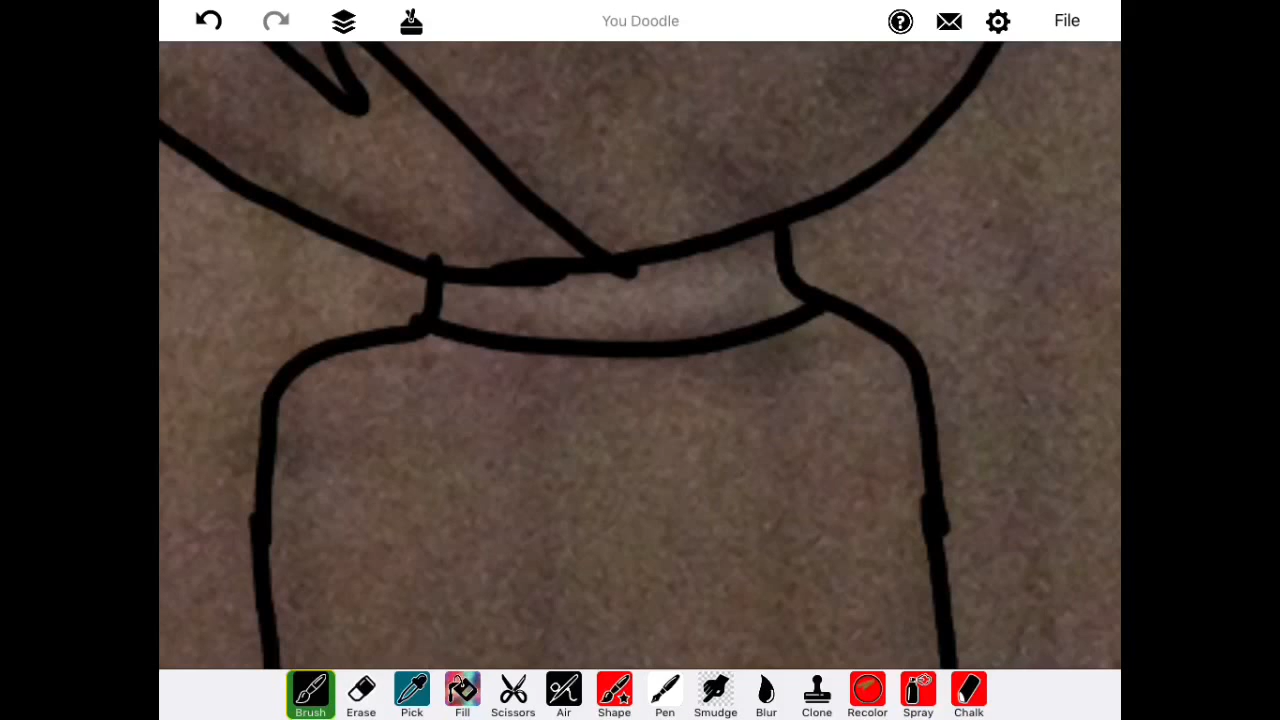 You Doodle
File
Brush Erase Pick Fill Scissors Air Shape Pen Smudge Blur Clone Recolor Spray Chalk